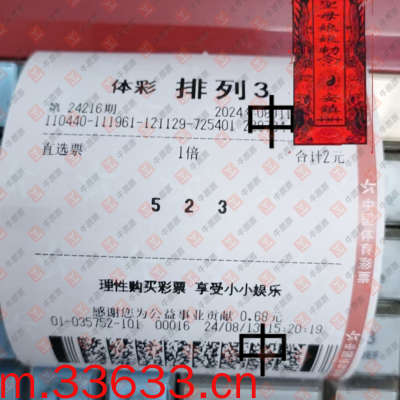 体彩 排列3
第 24216期
110440-111961-121129-725401
直选票 1倍 合计2元
5 2 3
理性购买彩票 享受小小娱乐
感谢您为公益事业贡献 0.68元
01-035752-101 00016 24/08/13 15:20:19
中
中
m.33633.cn